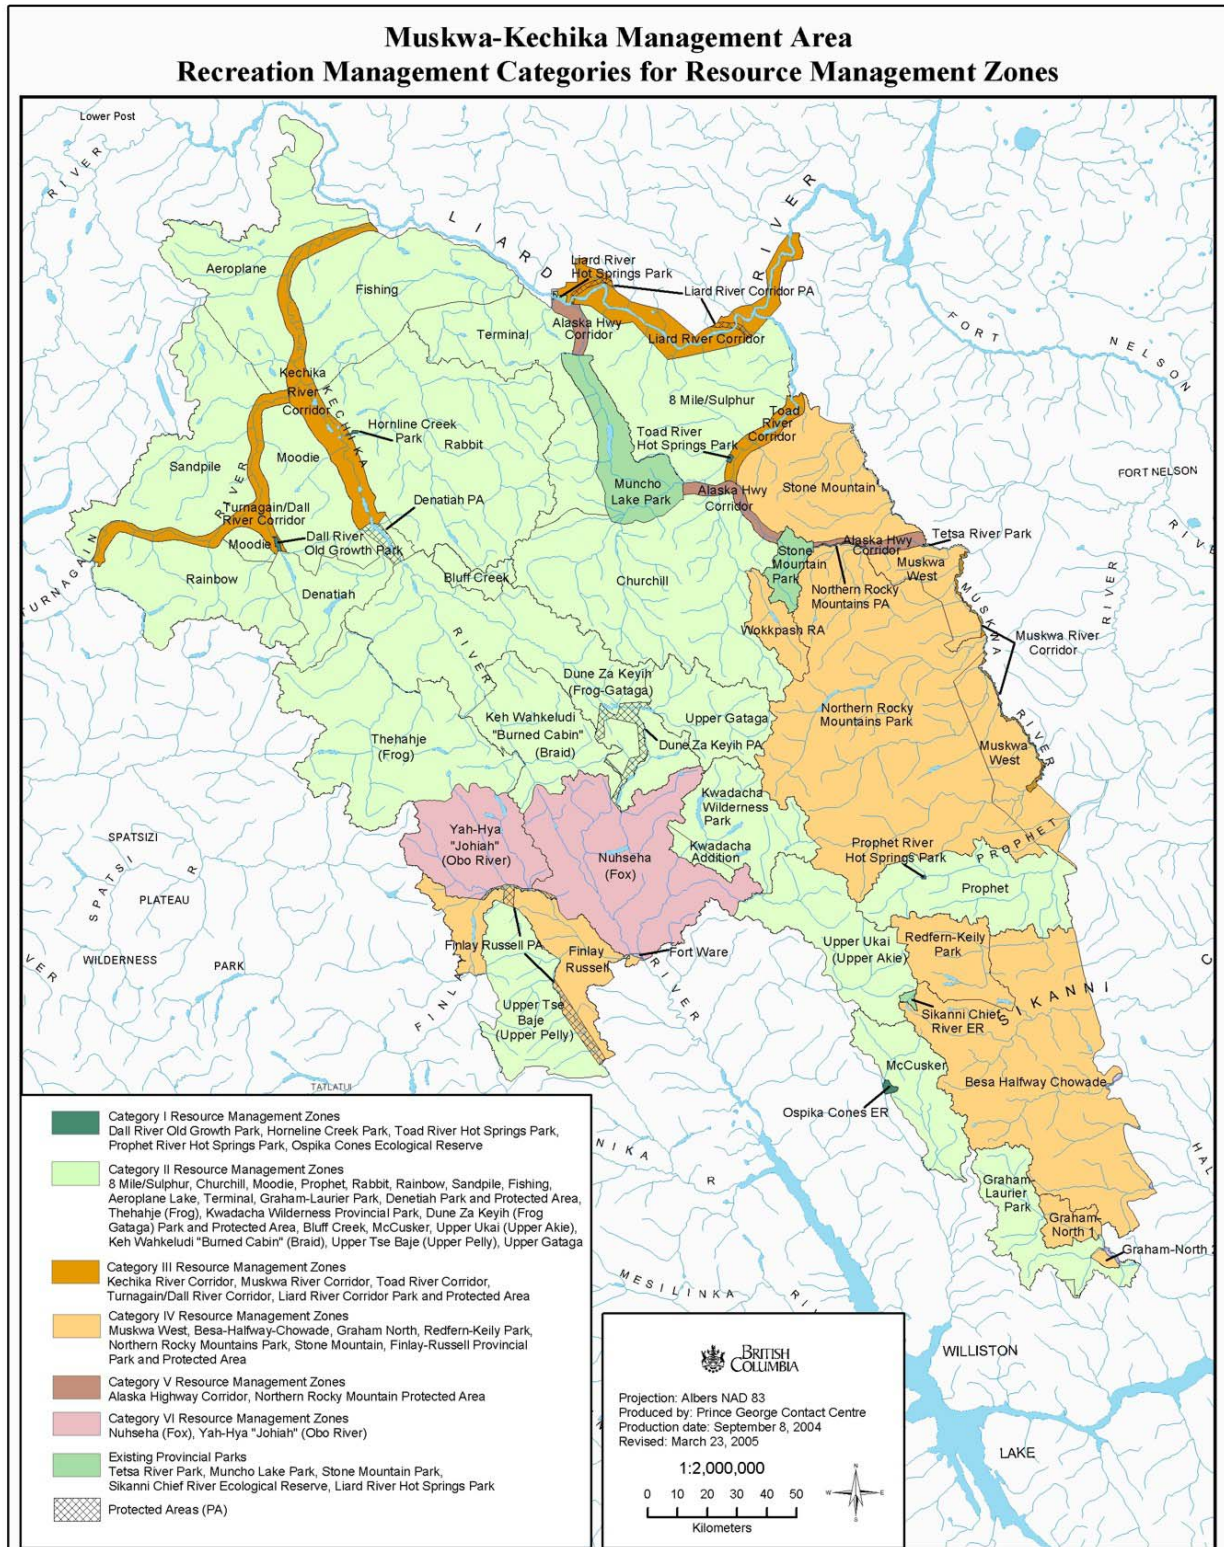 Muskwa-Kechika Management Area
Recreation Management Categories for Resource Management Zones
Lower Post
RIVER
LIARD
RIVER
Aeroplane
Fishing
Liard River
Hot Springs Park
Liard River Corridor PA
Terminal
Alaska Hwy
Corridor
Liard River Corridor
FORT
NELSON
Kechika
River
Corridor
KECHIKA
8 Mile/Sulphur
Toad
River
Corridor
Hornline Creek
Park
Rabbit
Toad River
Hot Springs Park
Sandpile
Moodie
RIVER
Muncho
Lake Park
Alaska Hwy
Corridor
Stone Mountain
FORT NELSON
RIVER
Denatiah PA
Turnagain/Dall
River Corridor
Dall River
Old Growth Park
Moodie
TURNAGAIN
Rainbow
Denatiah
Bluff Creek
Churchill
Stone
Mountain
Park
Alaska Hwy
Corridor
Tetsa River Park
Muskwa
West
Northern Rocky
Mountains PA
RIVER
MUSKWA
RIVER
Wokkpash RA
Muskwa River
Corridor
RIVER
Dune Za Keyih
(Frog-Gataga)
Northern Rocky
Mountains Park
Keh Wahkeludi
"Burned Cabin"
(Braid)
Upper Gataga
Dune Za Keyih PA
Thehahje
(Frog)
Muskwa
West
Kwadacha
Wilderness
Park
Kwadacha
Addition
Yah-Hya
"Johiah"
(Obo River)
Nuhseha
(Fox)
Prophet River
Hot Springs Park
PROPHET
Prophet
SPATSIZI
PLATEAU
WILDERNESS
PARK
SPATSI
R
VER
Finlay Russell PA
Finlay
Russell
Fort Ware
RIVER
FINLA
Upper Ukai
(Upper Akie)
Redfern-Keily
Park
SIKANNI
C
Sikanni Chief
River ER
Upper Tse
Baje
(Upper Pelly)
McCusker
Besa Halfway Chowade
TATLATUI
Ospika Cones ER
NIKA
R
HAL
Graham-
Laurier
Park
Graham-
North 1
Graham-North 2
MESILINKA
RI
WILLISTON
LAKE
Category I Resource Management Zones
Dall River Old Growth Park, Horneline Creek Park, Toad River Hot Springs Park,
Prophet River Hot Springs Park, Ospika Cones Ecological Reserve
Category II Resource Management Zones
8 Mile/Sulphur, Churchill, Moodie, Prophet, Rabbit, Rainbow, Sandpile, Fishing,
Aeroplane Lake, Terminal, Graham-Laurier Park, Denetiah Park and Protected Area,
Thehahje (Frog), Kwadacha Wilderness Provincial Park, Dune Za Keyih (Frog
Gataga) Park and Protected Area, Bluff Creek, McCusker, Upper Ukai (Upper Akie),
Keh Wahkeludi "Burned Cabin" (Braid), Upper Tse Baje (Upper Pelly), Upper Gataga
Category III Resource Management Zones
Kechika River Corridor, Muskwa River Corridor, Toad River Corridor,
Turnagain/Dall River Corridor, Liard River Corridor Park and Protected Area
Category IV Resource Management Zones
Muskwa West, Besa-Halfway-Chowade, Graham North, Redfern-Keily Park,
Northern Rocky Mountains Park, Stone Mountain, Finlay-Russell Provincial
Park and Protected Area
Category V Resource Management Zones
Alaska Highway Corridor, Northern Rocky Mountain Protected Area
Category VI Resource Management Zones
Nuhseha (Fox), Yah-Hya "Johiah" (Obo River)
Existing Provincial Parks
Tetsa River Park, Muncho Lake Park, Stone Mountain Park,
Sikanni Chief River Ecological Reserve, Liard River Hot Springs Park
Protected Areas (PA)
BRITISH
COLUMBIA
Projection: Albers NAD 83
Produced by: Prince George Contact Centre
Production date: September 8, 2004
Revised: March 23, 2005
1:2,000,000
0 10 20 30 40 50
Kilometers
N
W E
S